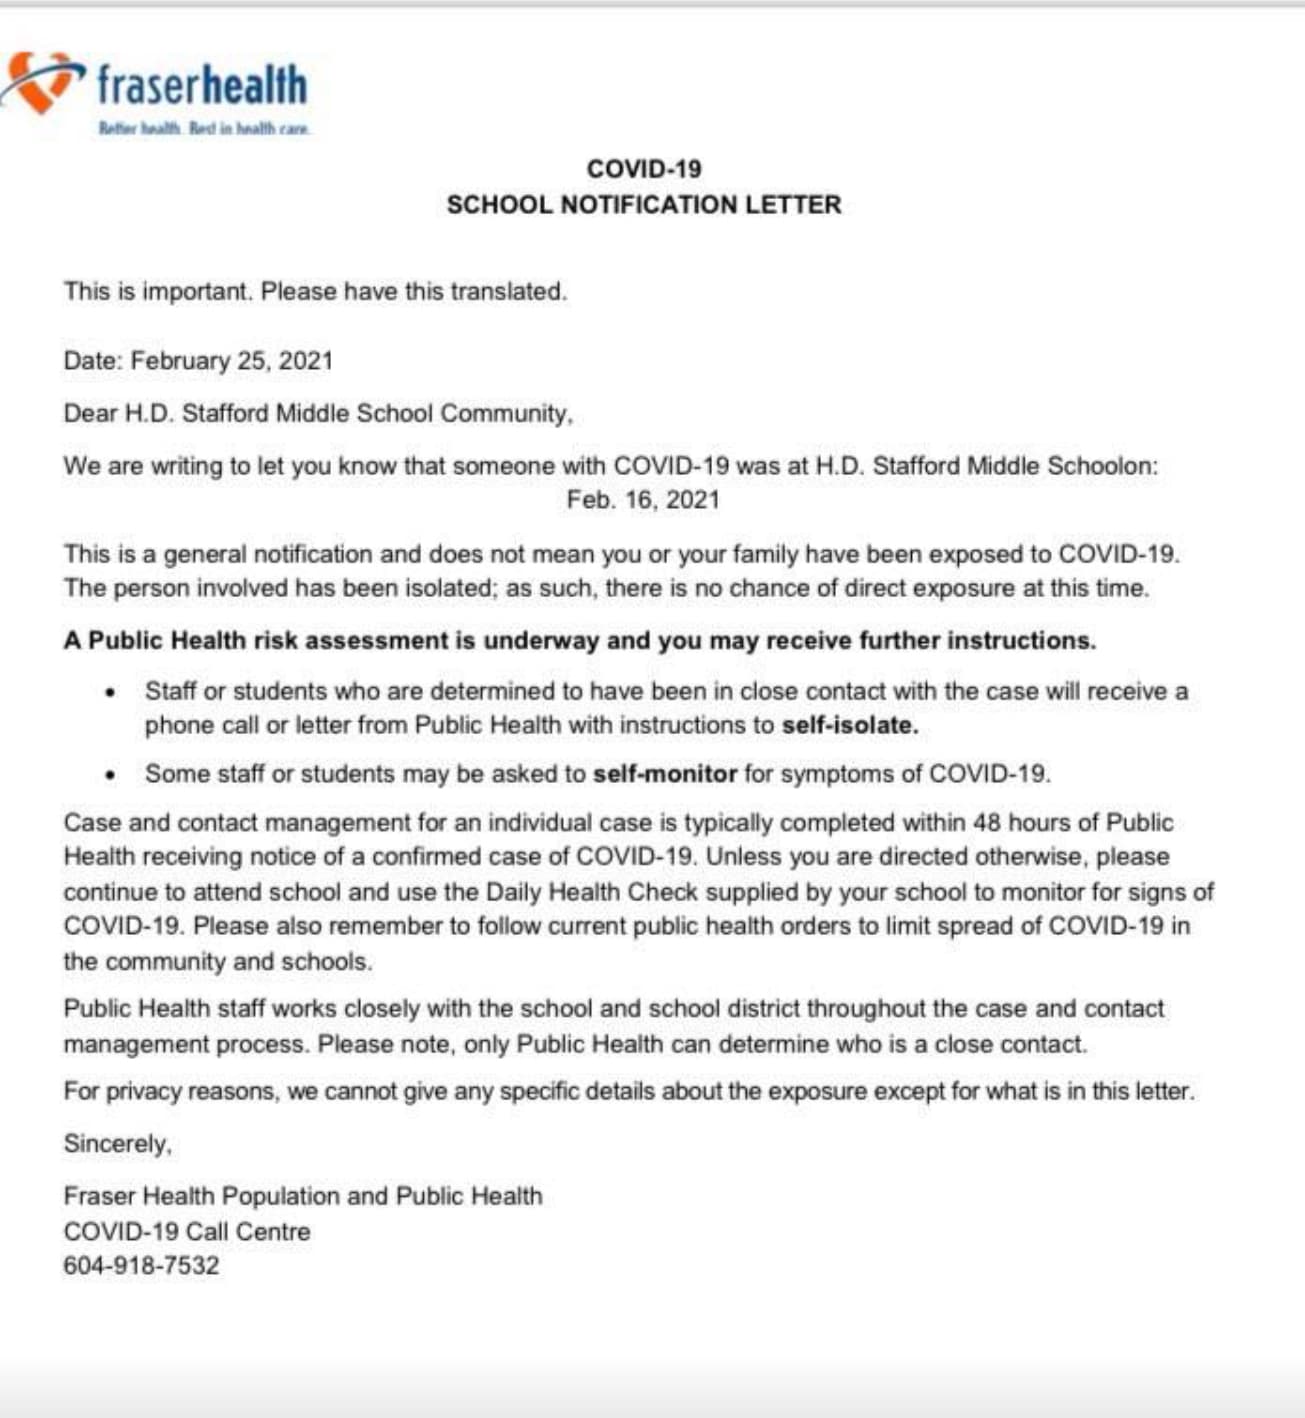 fraserhealth
Better health. Best in health care.
COVID-19
SCHOOL NOTIFICATION LETTER
This is important. Please have this translated.
Date: February 25, 2021
Dear H.D. Stafford Middle School Community,
We are writing to let you know that someone with COVID-19 was at H.D. Stafford Middle Schoolon:
Feb. 16, 2021
This is a general notification and does not mean you or your family have been exposed to COVID-19.
The person involved has been isolated; as such, there is no chance of direct exposure at this time.
A Public Health risk assessment is underway and you may receive further instructions.
• Staff or students who are determined to have been in close contact with the case will receive a
phone call or letter from Public Health with instructions to self-isolate.
• Some staff or students may be asked to self-monitor for symptoms of COVID-19.
Case and contact management for an individual case is typically completed within 48 hours of Public
Health receiving notice of a confirmed case of COVID-19. Unless you are directed otherwise, please
continue to attend school and use the Daily Health Check supplied by your school to monitor for signs of
COVID-19. Please also remember to follow current public health orders to limit spread of COVID-19 in
the community and schools.
Public Health staff works closely with the school and school district throughout the case and contact
management process. Please note, only Public Health can determine who is a close contact.
For privacy reasons, we cannot give any specific details about the exposure except for what is in this letter.
Sincerely,
Fraser Health Population and Public Health
COVID-19 Call Centre
604-918-7532